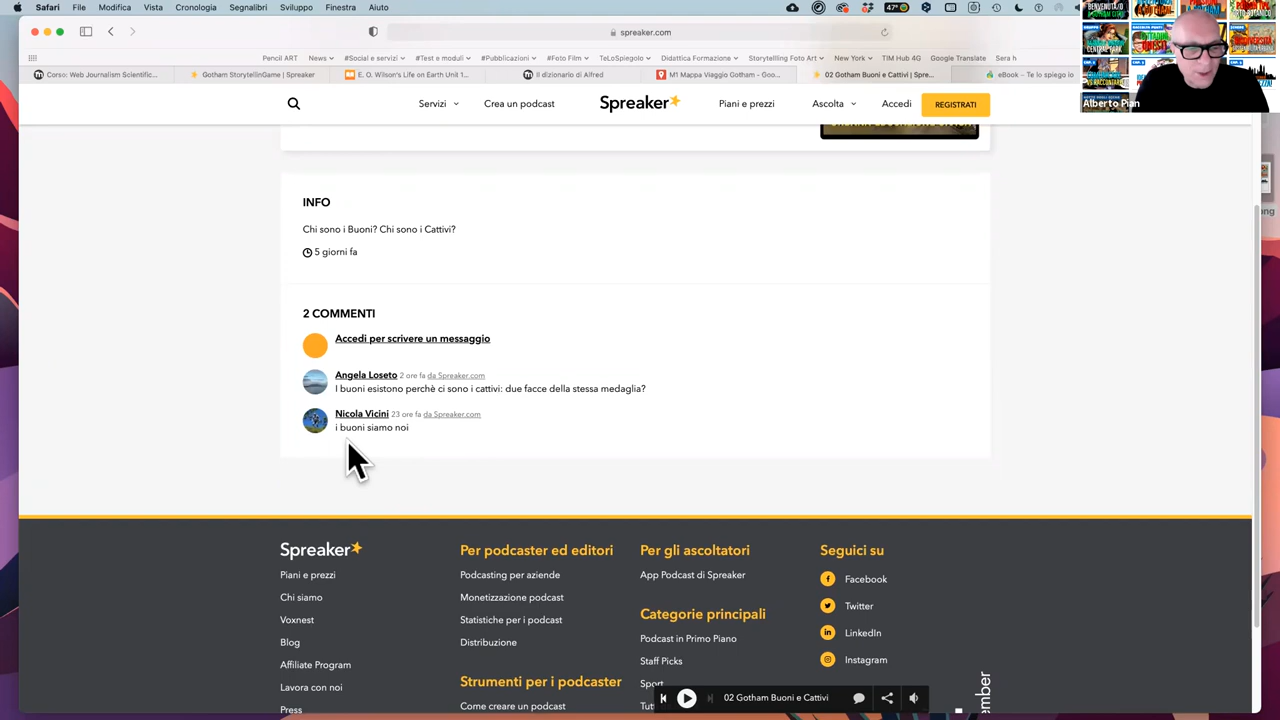 Safari File Modifica Vista Cronologia Segnalibri Sviluppo Finestra Aiuto
47°
spreaker.com
Pencil ART News #Social e servizi #Test e moduli #Pubblicazioni #Foto Film TeLoSpiegolo Didattica Formazione Storytellling Foto Art New York TIM Hub 4G Google Translate Sera h
Corso: Web Journalism Scientific... Gotham StorytellinGame | Spreaker E. O. Wilson's Life on Earth Unit 1... Il dizionario di Alfred M1 Mappa Viaggio Gotham - Goo... 02 Gotham Buoni e Cattivi | Spre... eBook – Te lo spiego io
Alberto Pian
CENTRAL PARK
Servizi Crea un podcast Spreaker Piani e prezzi Ascolta Accedi REGISTRATI
INFO
Chi sono i Buoni? Chi sono i Cattivi?
5 giorni fa
2 COMMENTI
Accedi per scrivere un messaggio
Angela Loseto 2 ore fa da Spreaker.com
I buoni esistono perchè ci sono i cattivi: due facce della stessa medaglia?
Nicola Vicini 23 ore fa da Spreaker.com
i buoni siamo noi
Spreaker
Piani e prezzi
Chi siamo
Voxnest
Blog
Affiliate Program
Lavora con noi
Press
Per podcaster ed editori
Podcasting per aziende
Monetizzazione podcast
Statistiche per i podcast
Distribuzione
Strumenti per i podcaster
Come creare un podcast
Per gli ascoltatori
App Podcast di Spreaker
Categorie principali
Podcast in Primo Piano
Staff Picks
Sport
Seguici su
Facebook
Twitter
LinkedIn
Instagram
02 Gotham Buoni e Cattivi